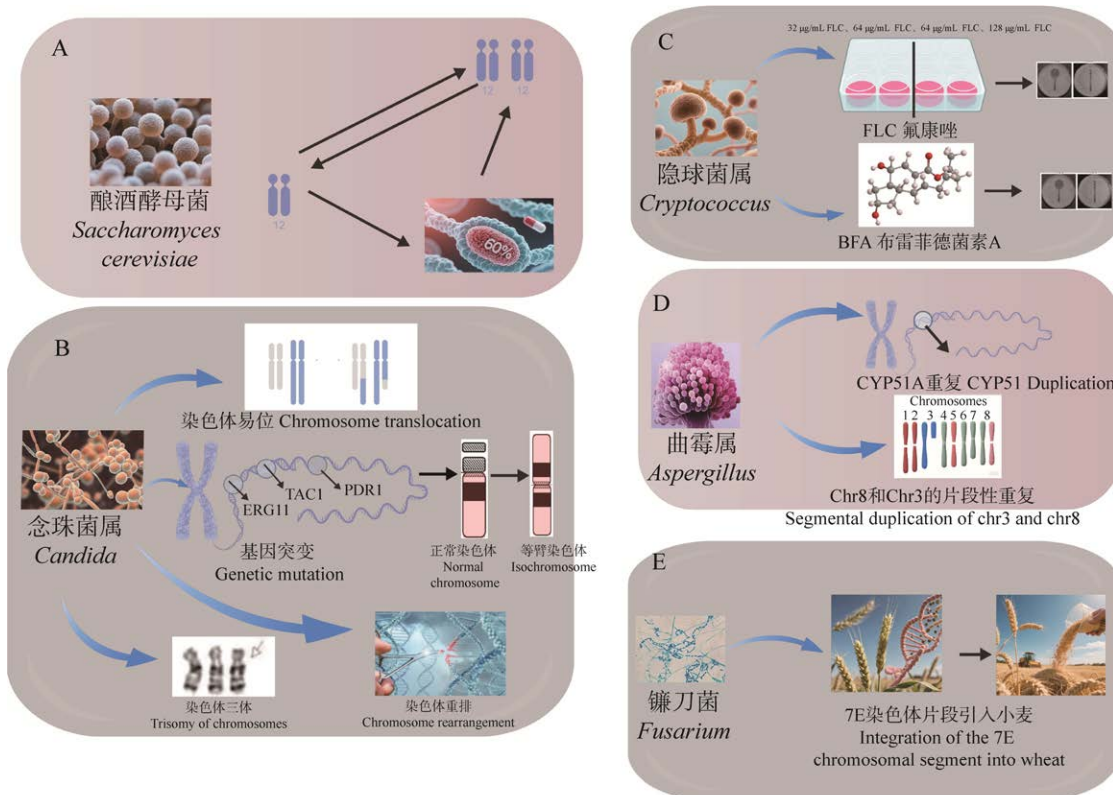 A
12
12
12
60%
酿酒酵母菌
Saccharomyces
cerevisiae
B
染色体易位 Chromosome translocation
ERG11
TAC1
PDR1
念珠菌属
Candida
基因突变
Genetic mutation
正常染色体
Normal
chromosome
等臂染色体
Isochromosome
染色体三体
Trisomy of chromosomes
染色体重排
Chromosome rearrangement
C
32 μg/mL FLC、64 μg/mL FLC、64 μg/mL FLC、128 μg/mL FLC
FLC 氟康唑
隐球菌属
Cryptococcus
BFA 布雷菲德菌素A
D
CYP51A重复 CYP51 Duplication
Chromosomes
1 2 3 4 5 6 7 8
曲霉属
Aspergillus
Chr8和Chr3的片段性重复
Segmental duplication of chr3 and chr8
E
镰刀菌
Fusarium
7E染色体片段引入小麦
Integration of the 7E
chromosomal segment into wheat